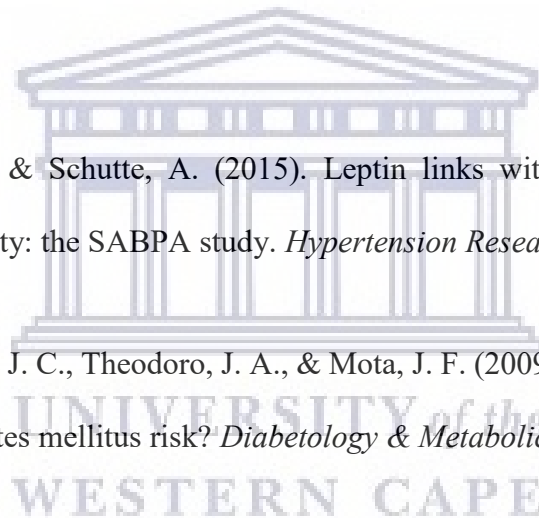 & Schutte, A. (2015). Leptin links wit
ty: the SABPA study. Hypertension Resea
J. C., Theodoro, J. A., & Mota, J. F. (2009
UNIVERSITY of the
tes mellitus risk? Diabetology & Metabolic
WESTERN CAPE